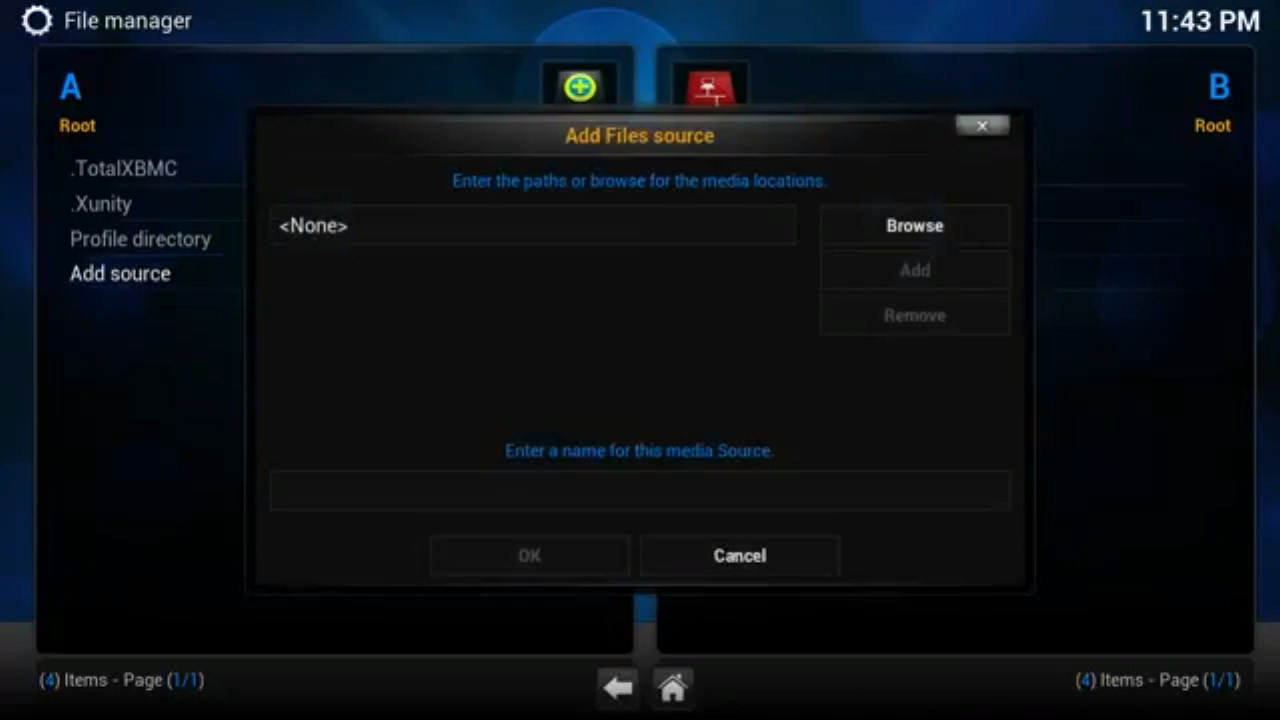 File manager
11:43 PM
A
B
Root
Root
Add Files source
Enter the paths or browse for the media locations.
.TotalXBMC
.Xunity
Profile directory
Add source
<None>
Browse
Add
Remove
Enter a name for this media Source.
OK
Cancel
(4) Items - Page (1/1)
(4) Items - Page (1/1)